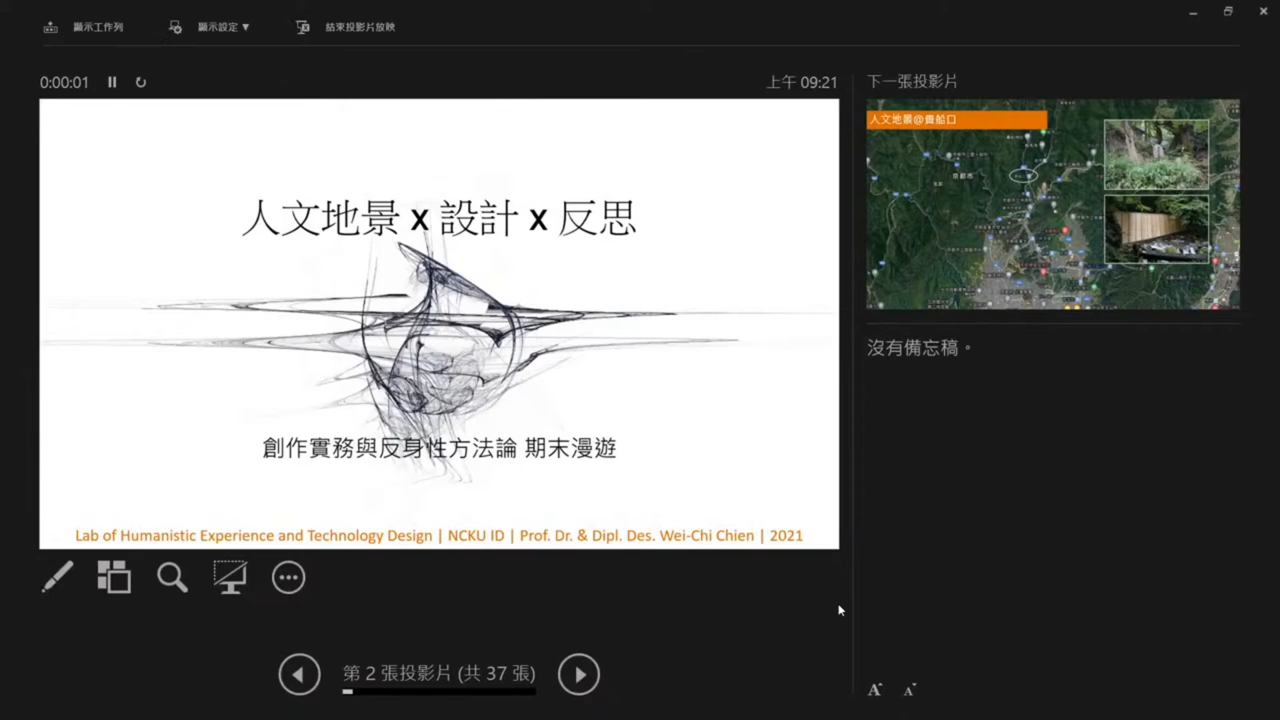 顯示工作列
顯示設定 ▼
結束投影片放映
0:00:01
上午 09:21
下一張投影片
人文地景 x 設計 x 反思
創作實務與反身性方法論 期末漫遊
Lab of Humanistic Experience and Technology Design | NCKU ID | Prof. Dr. & Dipl. Des. Wei-Chi Chien | 2021
人文地景@貴船口
京都市
沒有備忘稿。
第 2 張投影片 (共 37 張)
A A